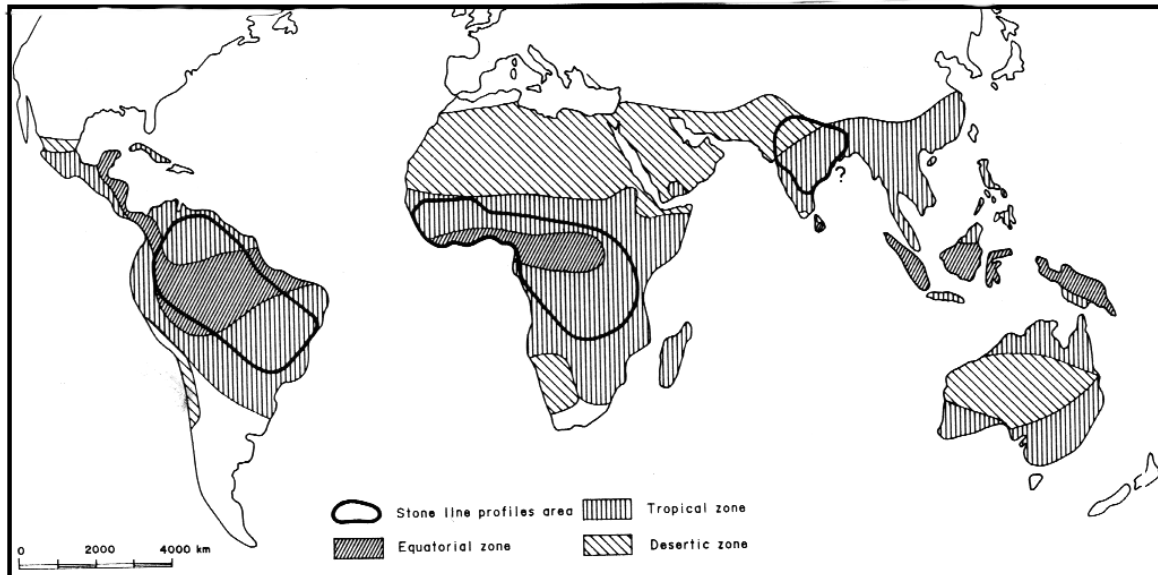 ?
Stone line profiles area
Tropical zone
Equatorial zone
Desertic zone
0 2000 4000 km